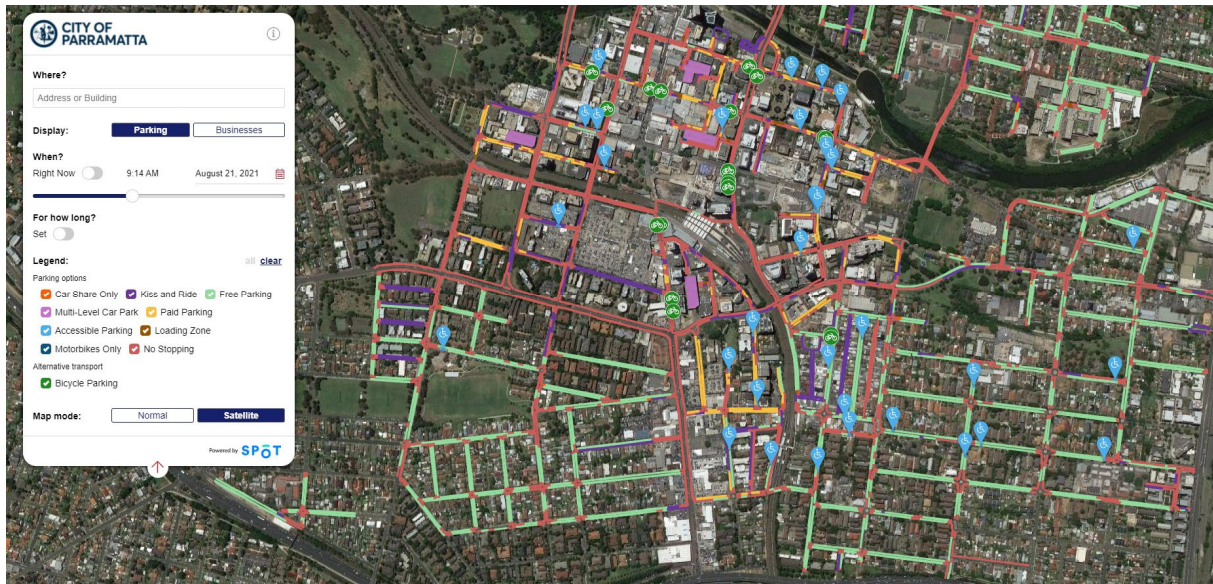 CITY OF
PARRAMATTA
Where?
Address or Building
Display: Parking Businesses
When?
Right Now 9:14 AM August 21, 2021
For how long?
Set
Legend: all clear
Parking options
Car Share Only Kiss and Ride Free Parking
Multi-Level Car Park Paid Parking
Accessible Parking Loading Zone
Motorbikes Only No Stopping
Alternative transport
Bicycle Parking
Map mode: Normal Satellite
Powered by SPŌT